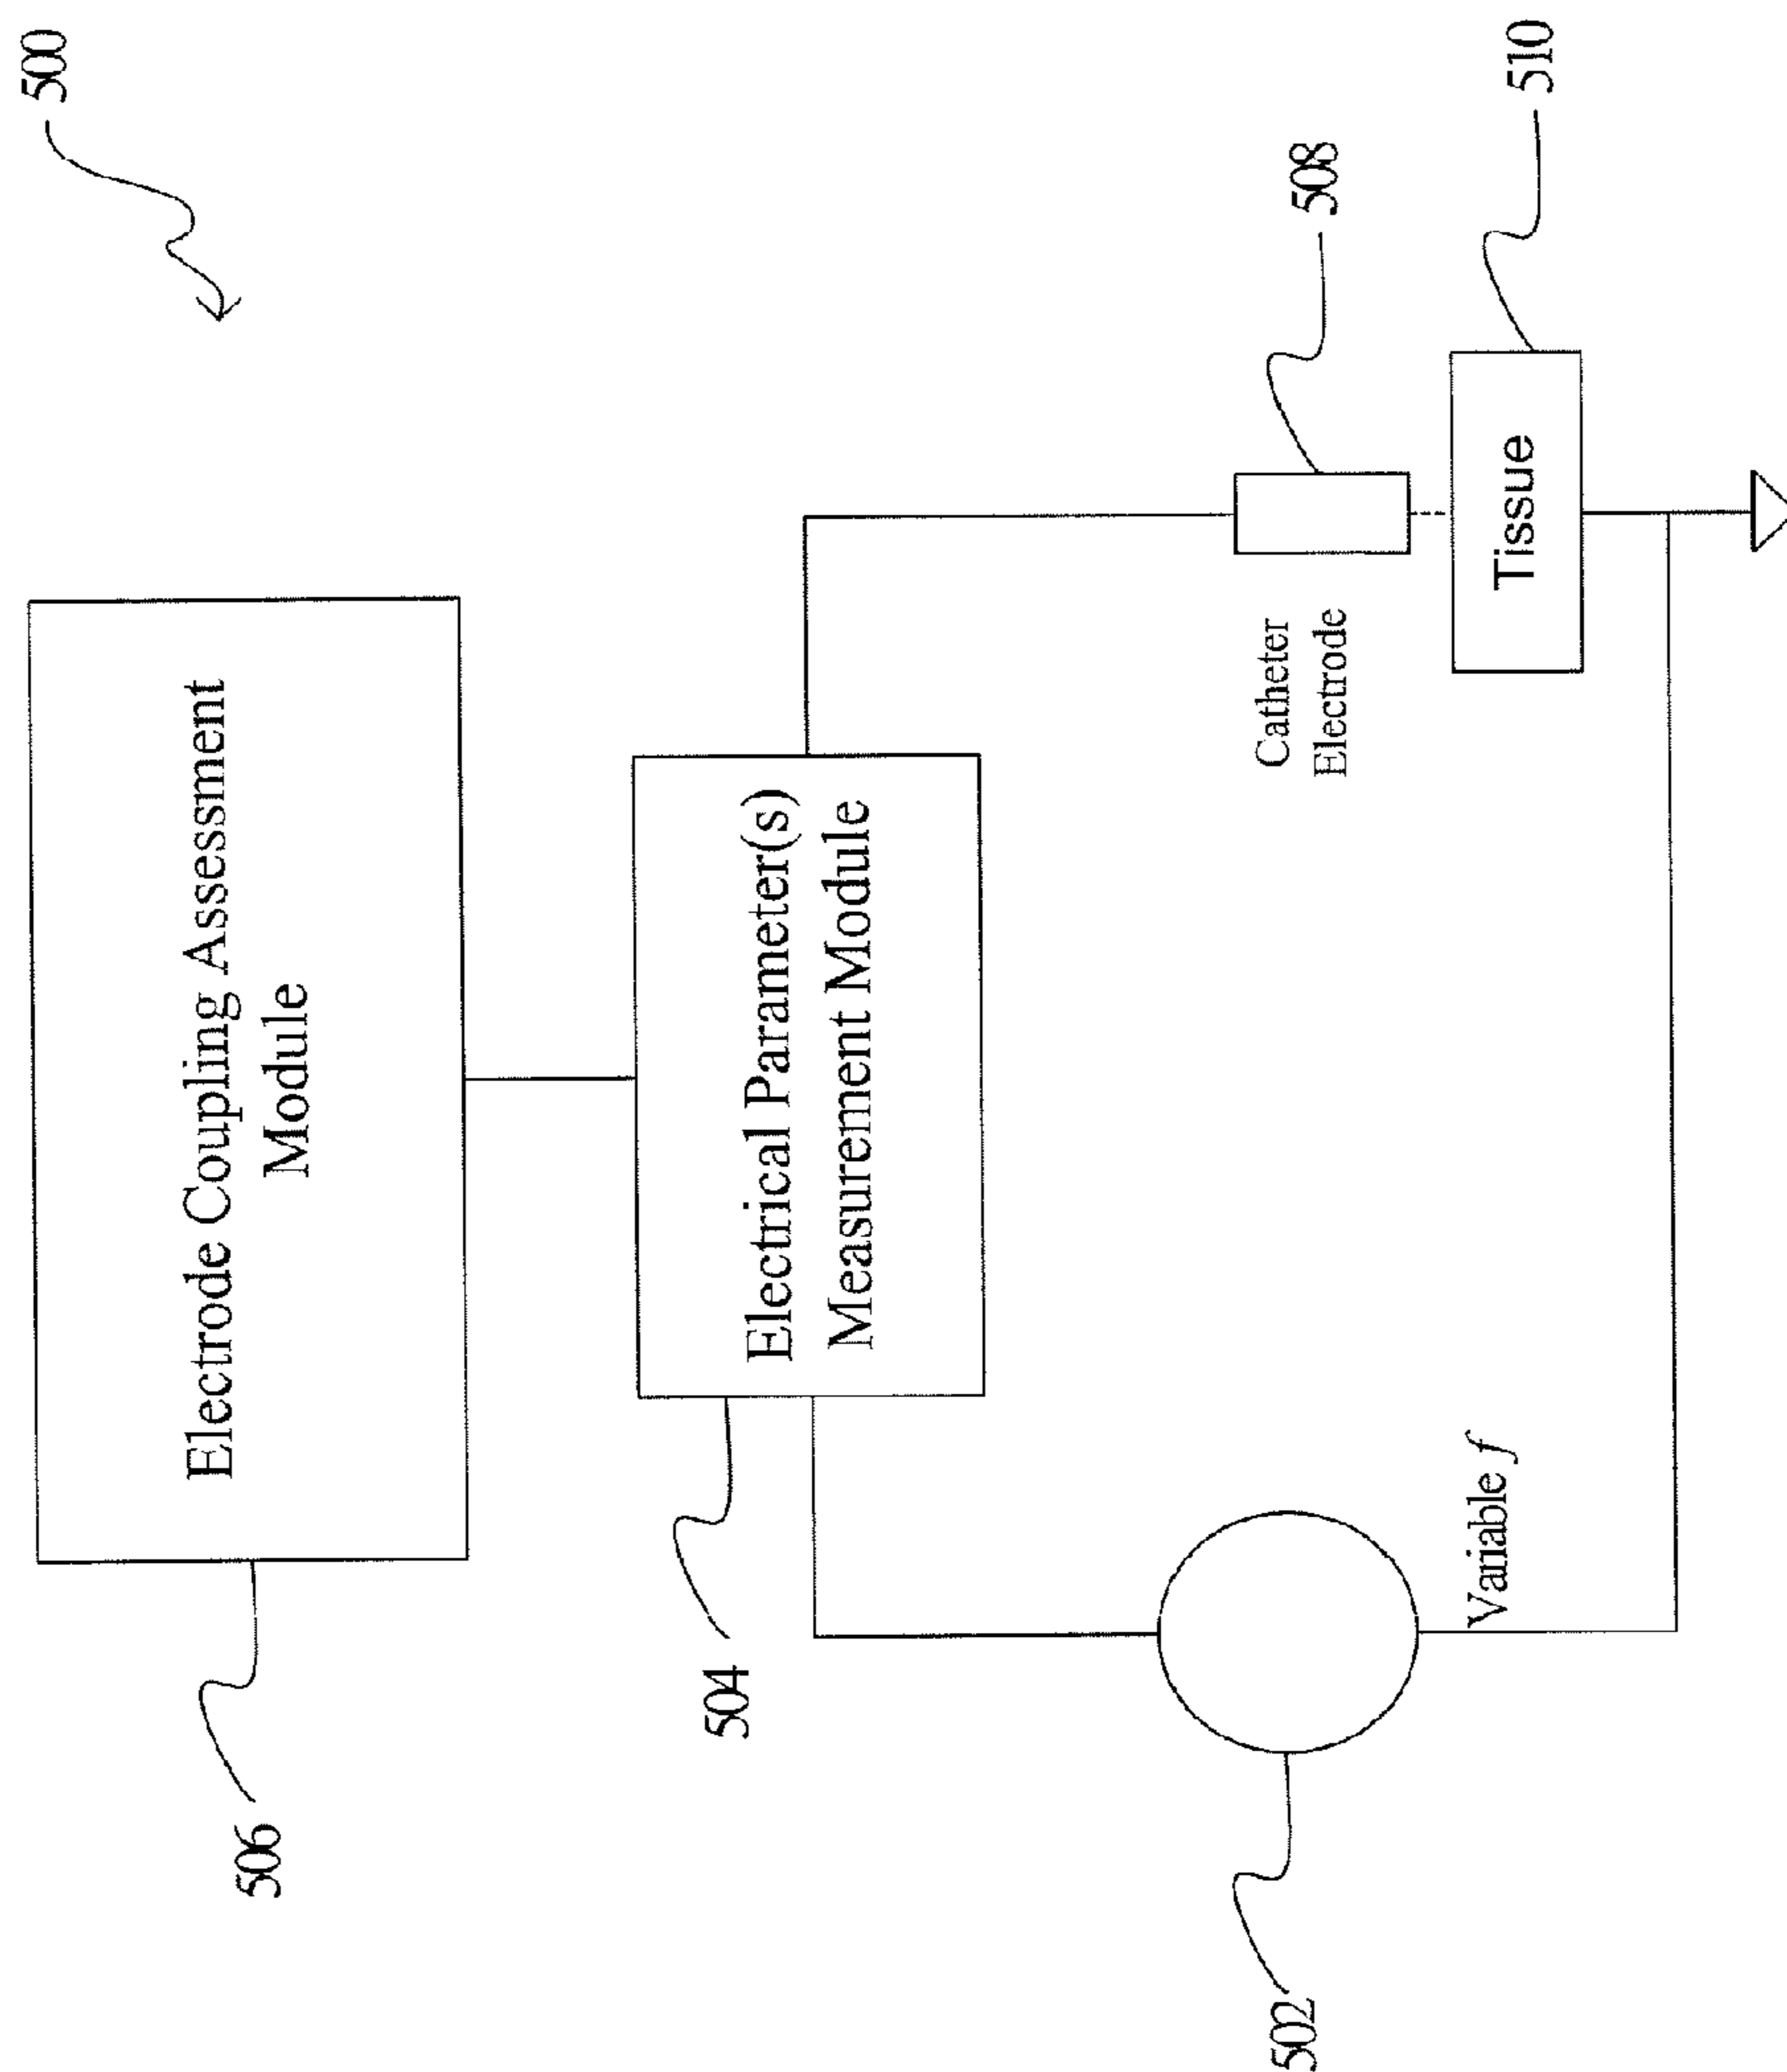 500
Electrode Coupling Assessment
Module
506
Electrical Parameter(s)
Measurement Module
504
502
Variable f
Catheter
Electrode
508
Tissue
510